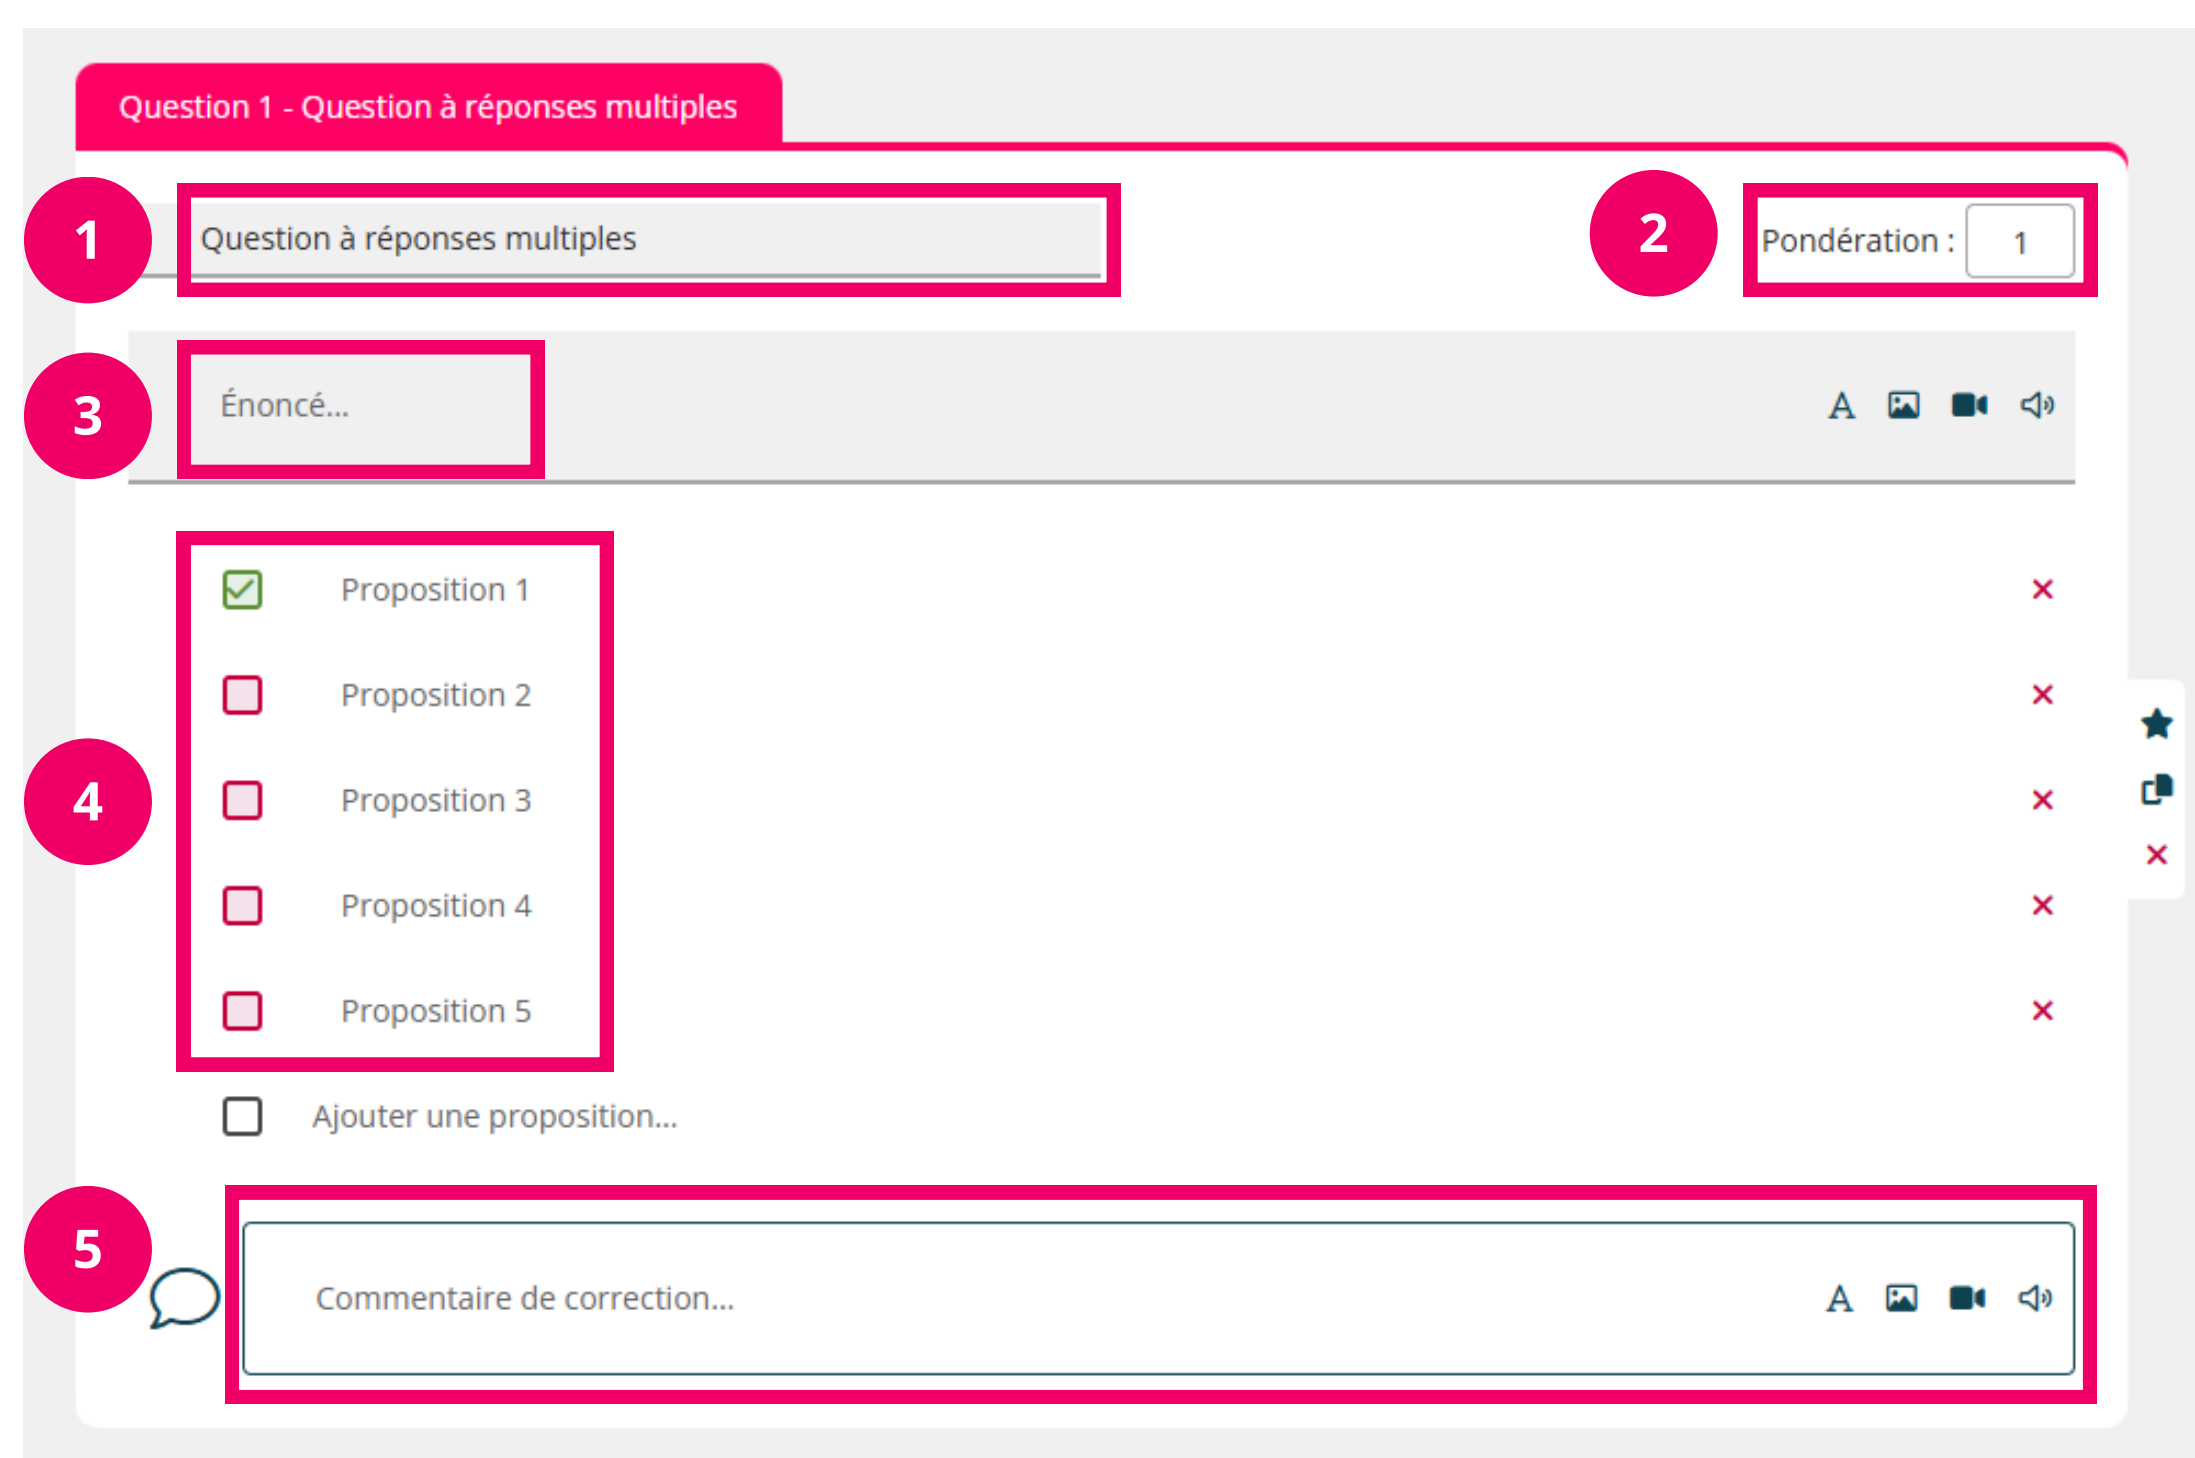 Question 1 - Question à réponses multiples
1
Question à réponses multiples
2
Pondération :
1
3
Énoncé...
4
Proposition 1
Proposition 2
Proposition 3
Proposition 4
Proposition 5
Ajouter une proposition...
5
Commentaire de correction...